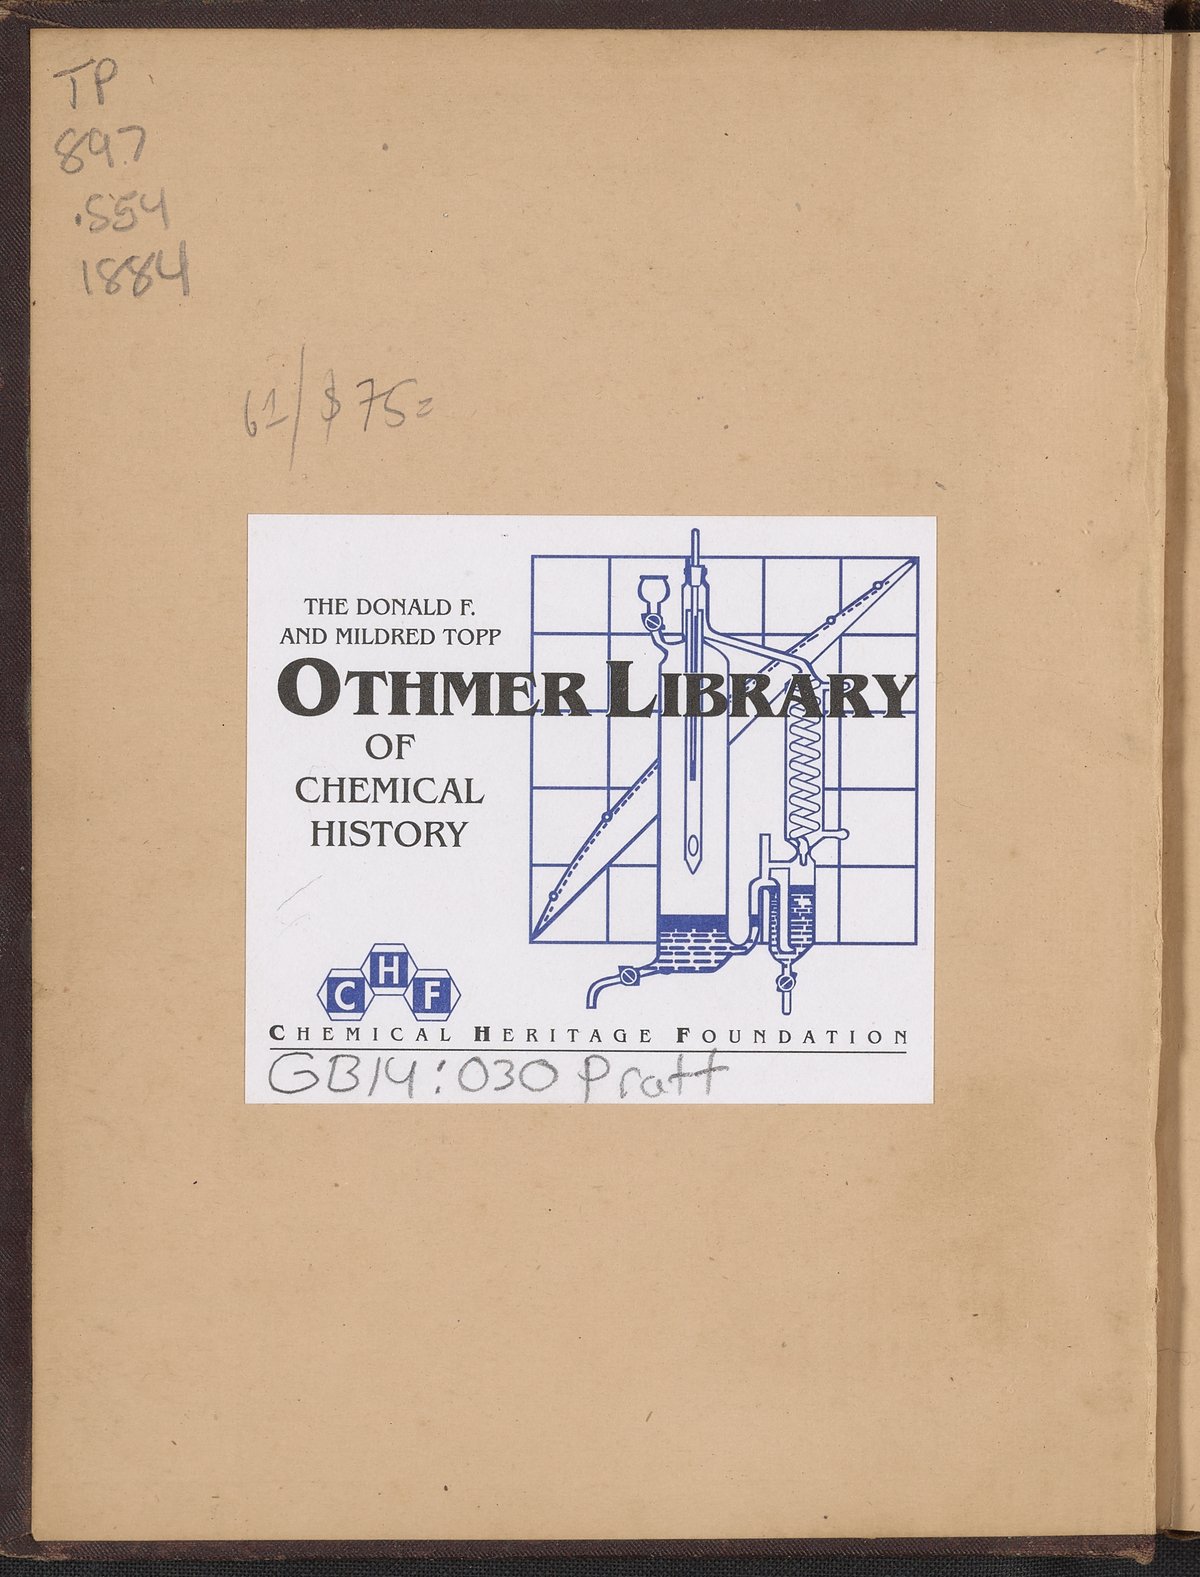 TP
897
.S54
1884
61/$75=
THE DONALD F.
AND MILDRED TOPP
OTHMER LIBRARY
OF
CHEMICAL
HISTORY
CHF
CHEMICAL HERITAGE FOUNDATION
GB14:030 Pratt